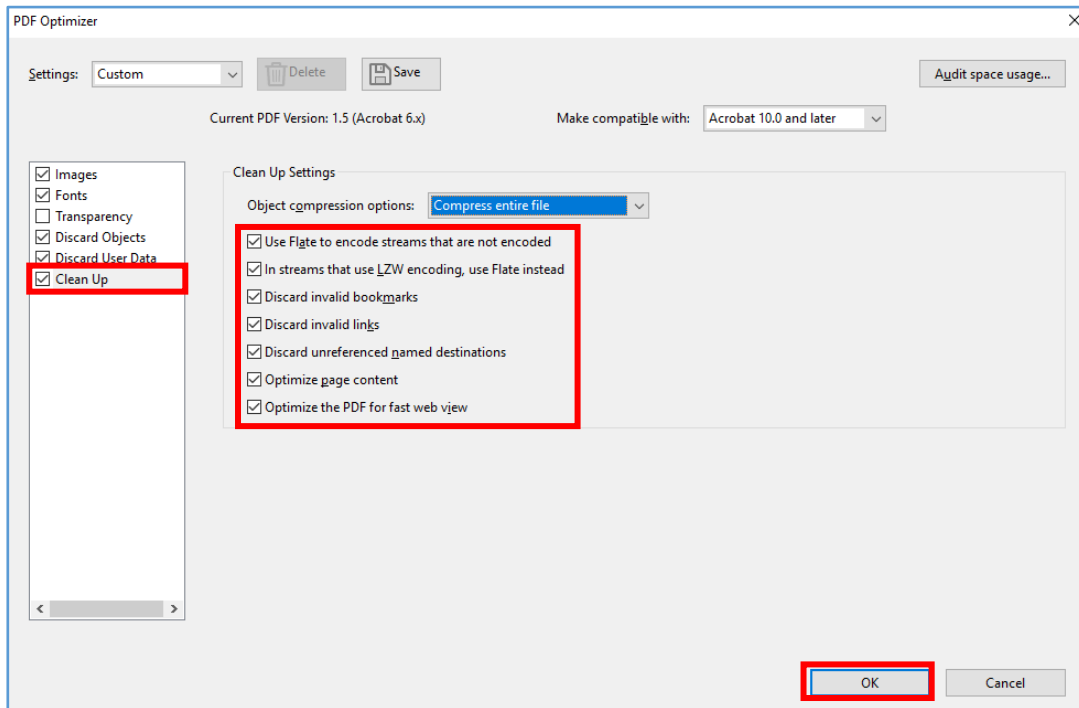 PDF Optimizer
Settings: Custom Delete Save Audit space usage...
Current PDF Version: 1.5 (Acrobat 6.x) Make compatible with: Acrobat 10.0 and later
Images
Fonts
Transparency
Discard Objects
Discard User Data
Clean Up
Clean Up Settings
Object compression options: Compress entire file
Use Flate to encode streams that are not encoded
In streams that use LZW encoding, use Flate instead
Discard invalid bookmarks
Discard invalid links
Discard unreferenced named destinations
Optimize page content
Optimize the PDF for fast web view
OK Cancel